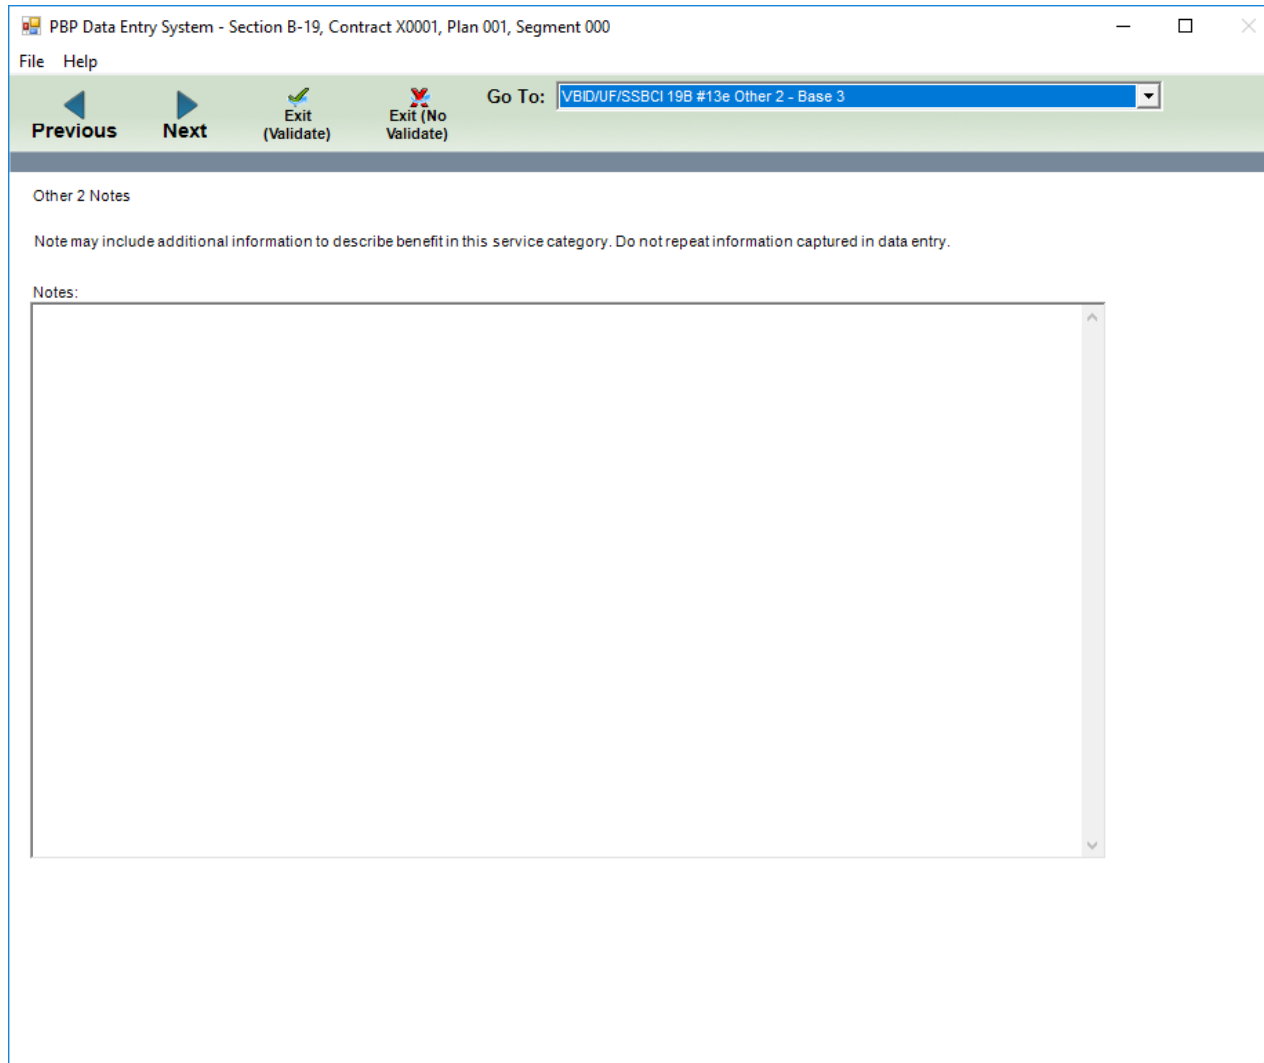 PBP Data Entry System - Section B-19, Contract X0001, Plan 001, Segment 000
File Help
Previous
Next
Exit
(Validate)
Exit (No
Validate)
Go To:
VBID/UF/SSBCI 19B #13e Other 2 - Base 3
Other 2 Notes
Note may include additional information to describe benefit in this service category. Do not repeat information captured in data entry.
Notes: